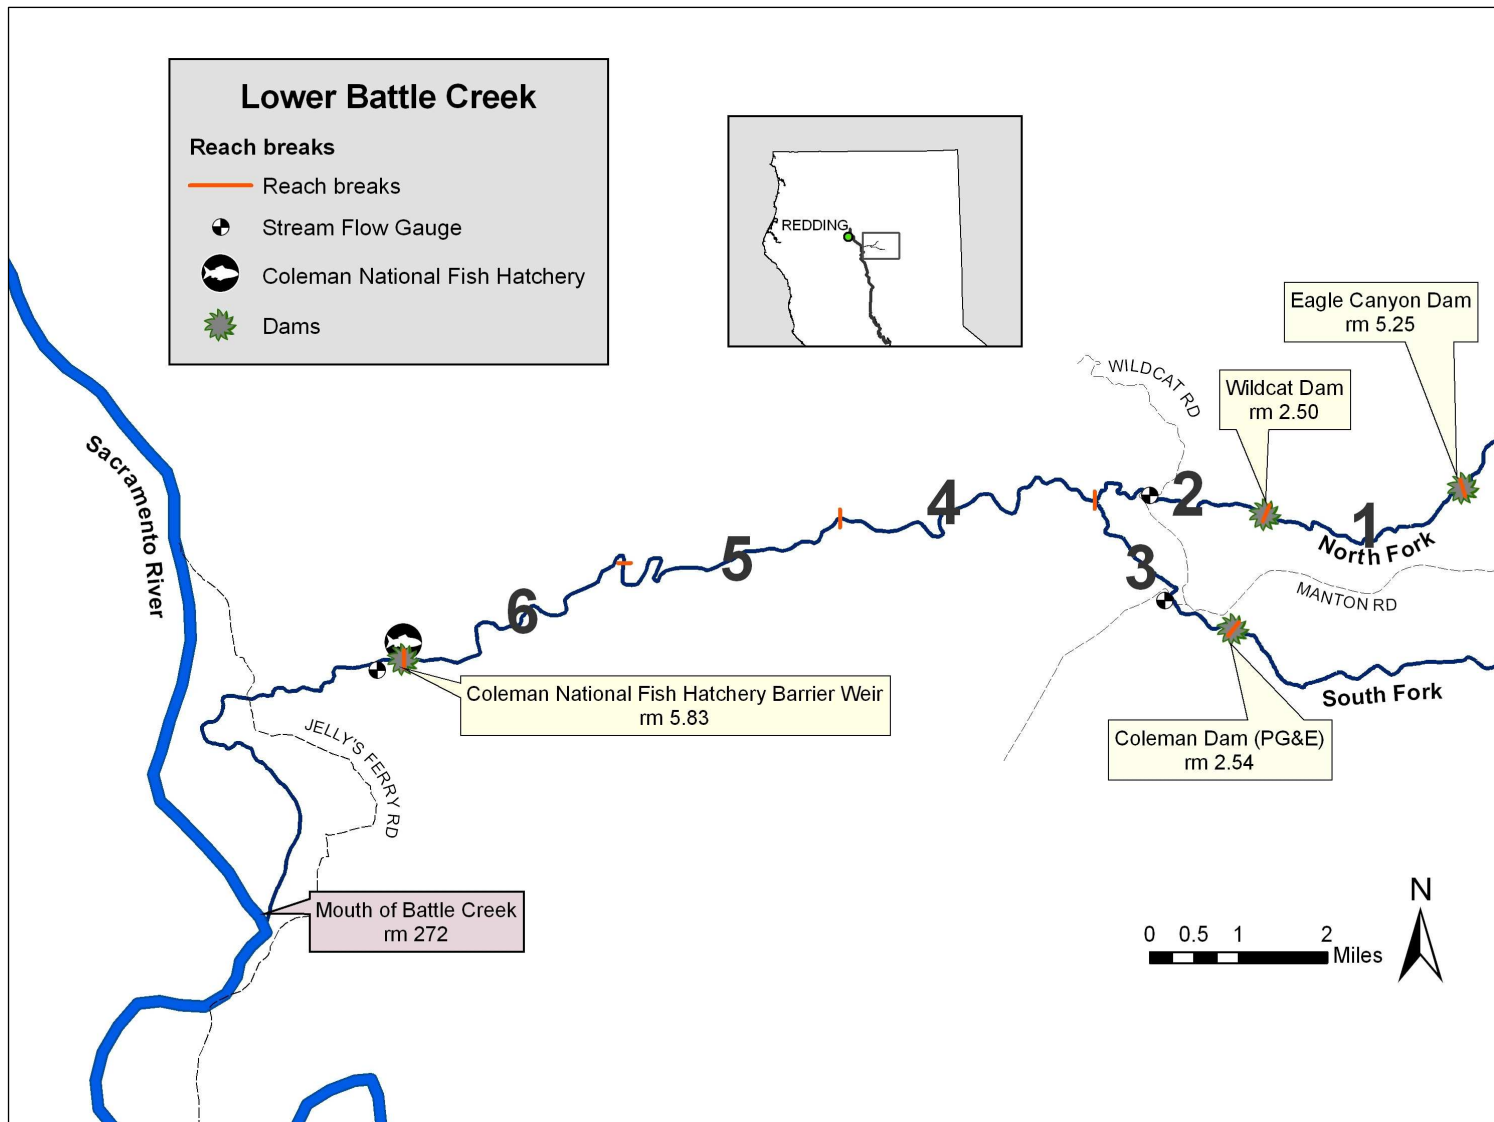 Lower Battle Creek
Reach breaks
Reach breaks
Stream Flow Gauge
Coleman National Fish Hatchery
Dams
REDDING
Eagle Canyon Dam
rm 5.25
WILDCAT RD
Wildcat Dam
rm 2.50
Sacramento River
4
2
1
North Fork
5
3
MANTON RD
6
Coleman National Fish Hatchery Barrier Weir
rm 5.83
South Fork
JELLY'S FERRY RD
Coleman Dam (PG&E)
rm 2.54
Mouth of Battle Creek
rm 272
N
0 0.5 1 2
Miles